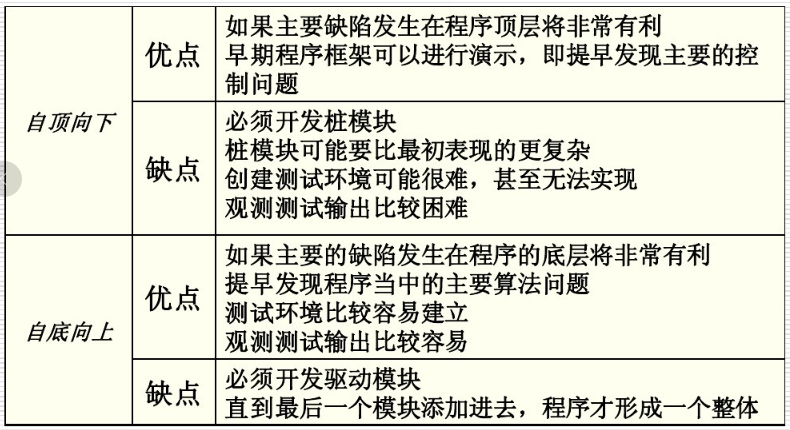 自顶向下
优点
如果主要缺陷发生在程序顶层将非常有利
早期程序框架可以进行演示，即提早发现主要的控
制问题
缺点
必须开发桩模块
桩模块可能要比最初表现的更复杂
创建测试环境可能很难，甚至无法实现
观测测试输出比较困难
自底向上
优点
如果主要的缺陷发生在程序的底层将非常有利
提早发现程序当中的主要算法问题
测试环境比较容易建立
观测测试输出比较容易
缺点
必须开发驱动模块
直到最后一个模块添加进去，程序才形成一个整体